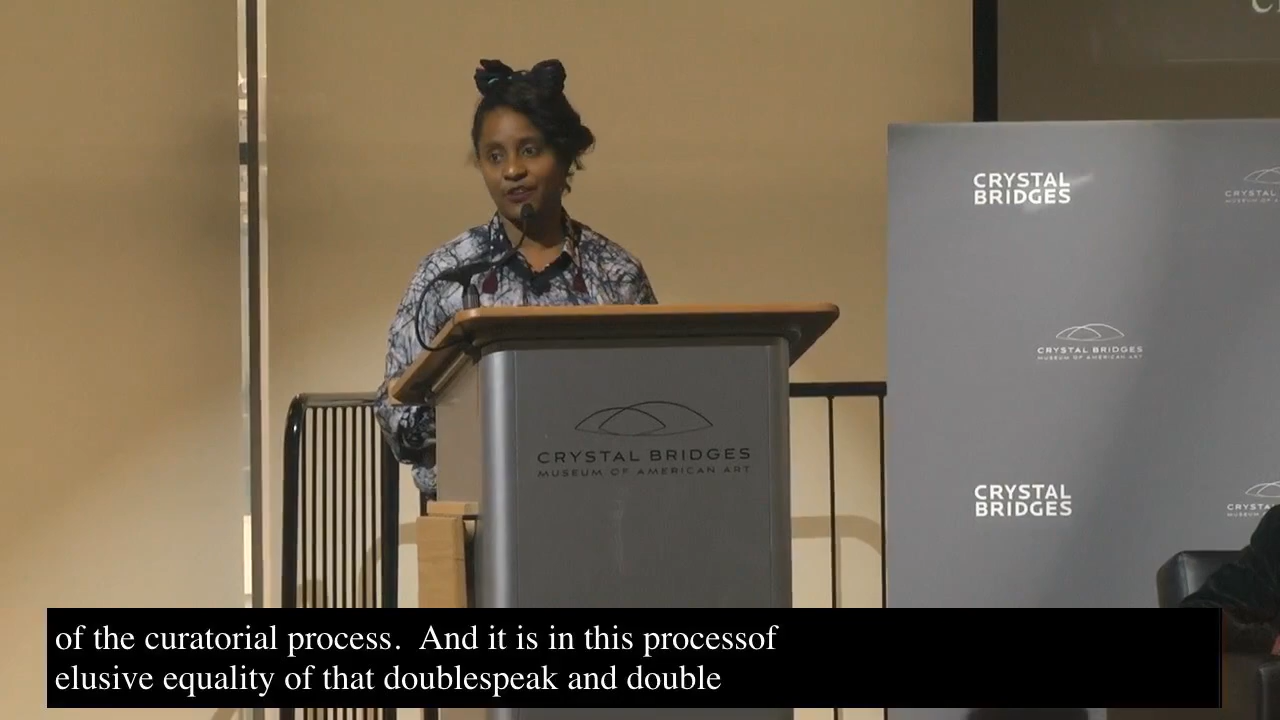 CRYSTAL
BRIDGES
CRYSTAL BRIDGES
MUSEUM OF AMERICAN ART
CRYSTAL BRIDGES
MUSEUM OF AMERICAN ART
CRYSTAL
BRIDGES
of the curatorial process.  And it is in this processof
elusive equality of that doublespeak and double